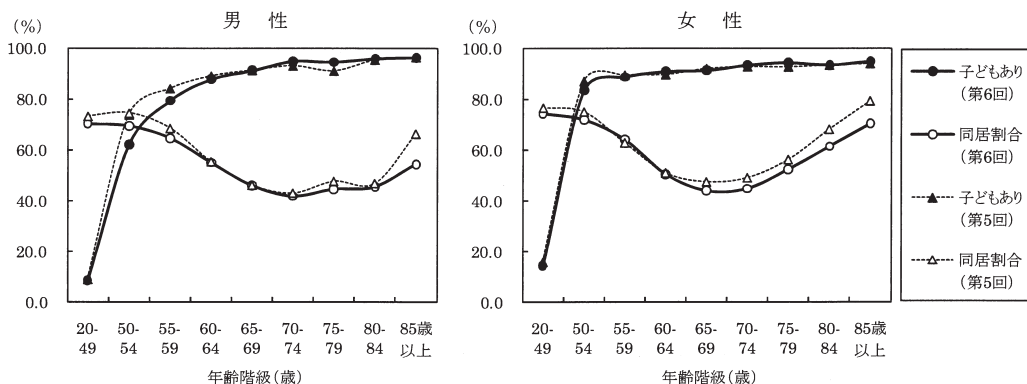 男 性
(%)
100.0
80.0
60.0
40.0
20.0
0.0
20-
49
50-
54
55-
59
60-
64
65-
69
70-
74
75-
79
80-
84
85歳
以上
年齢階級(歳)
女 性
(%)
100.0
80.0
60.0
40.0
20.0
0.0
20-
49
50-
54
55-
59
60-
64
65-
69
70-
74
75-
79
80-
84
85歳
以上
年齢階級(歳)
子どもあり
(第6回)
同居割合
(第6回)
子どもあり
(第5回)
同居割合
(第5回)